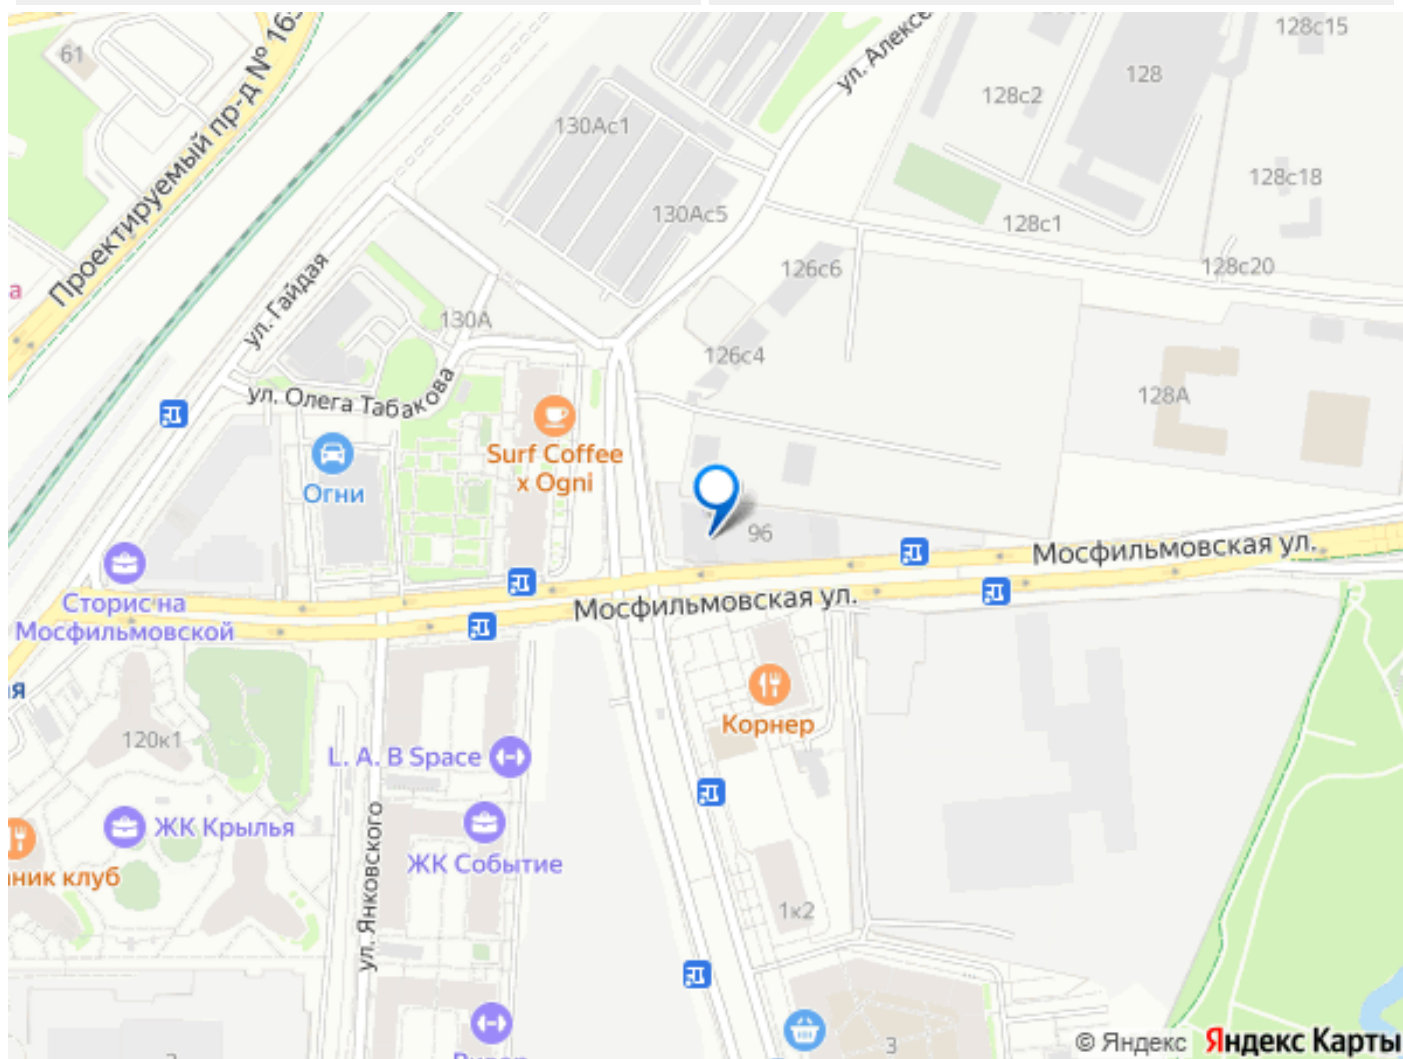 61
Проектируемый пр-д №
130Ас1
ул. Алексе
128с15
128
128с2
128с18
130Ас5
128с1
128с20
126с6
а
ул. Гайдая
130А
126с4
ул. Олега Табакова
128А
Surf Coffee
x Ogni
Огни
96
Мосфильмовская ул.
Сторис на
Мосфильмовской
Мосфильмовская ул.
ая
120к1
Корнер
L. A. B Space
ЖК Крылья
ЖК Событие
ник клуб
ул. Янковского
1к2
3
© Яндекс Яндекс Карты